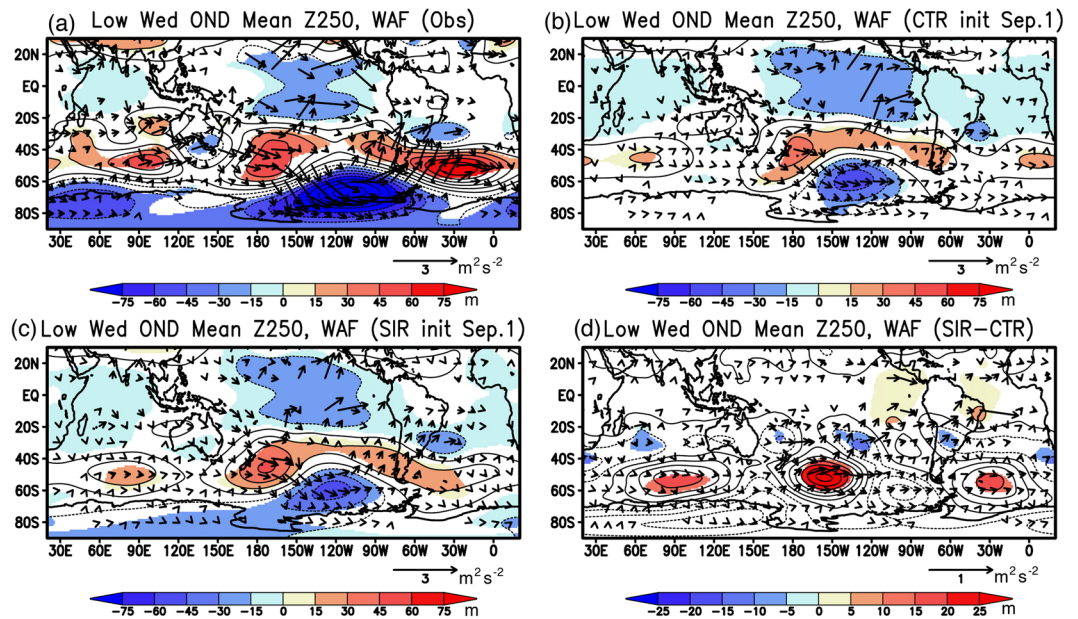 (a) Low Wed OND Mean Z250, WAF (Obs)
20N
EQ
20S
40S
60S
80S
30E 60E 90E 120E 150E 180 150W 120W 90W 60W 30W 0
3 m²s⁻²
-75 -60 -45 -30 -15 0 15 30 45 60 75 m
(b) Low Wed OND Mean Z250, WAF (CTR init Sep.1)
20N
EQ
20S
40S
60S
80S
30E 60E 90E 120E 150E 180 150W 120W 90W 60W 30W 0
3 m²s⁻²
-75 -60 -45 -30 -15 0 15 30 45 60 75 m
(c) Low Wed OND Mean Z250, WAF (SIR init Sep.1)
20N
EQ
20S
40S
60S
80S
30E 60E 90E 120E 150E 180 150W 120W 90W 60W 30W 0
3 m²s⁻²
-75 -60 -45 -30 -15 0 15 30 45 60 75 m
(d) Low Wed OND Mean Z250, WAF (SIR-CTR)
20N
EQ
20S
40S
60S
80S
30E 60E 90E 120E 150E 180 150W 120W 90W 60W 30W 0
1 m²s⁻²
-25 -20 -15 -10 -5 0 5 10 15 20 25 m